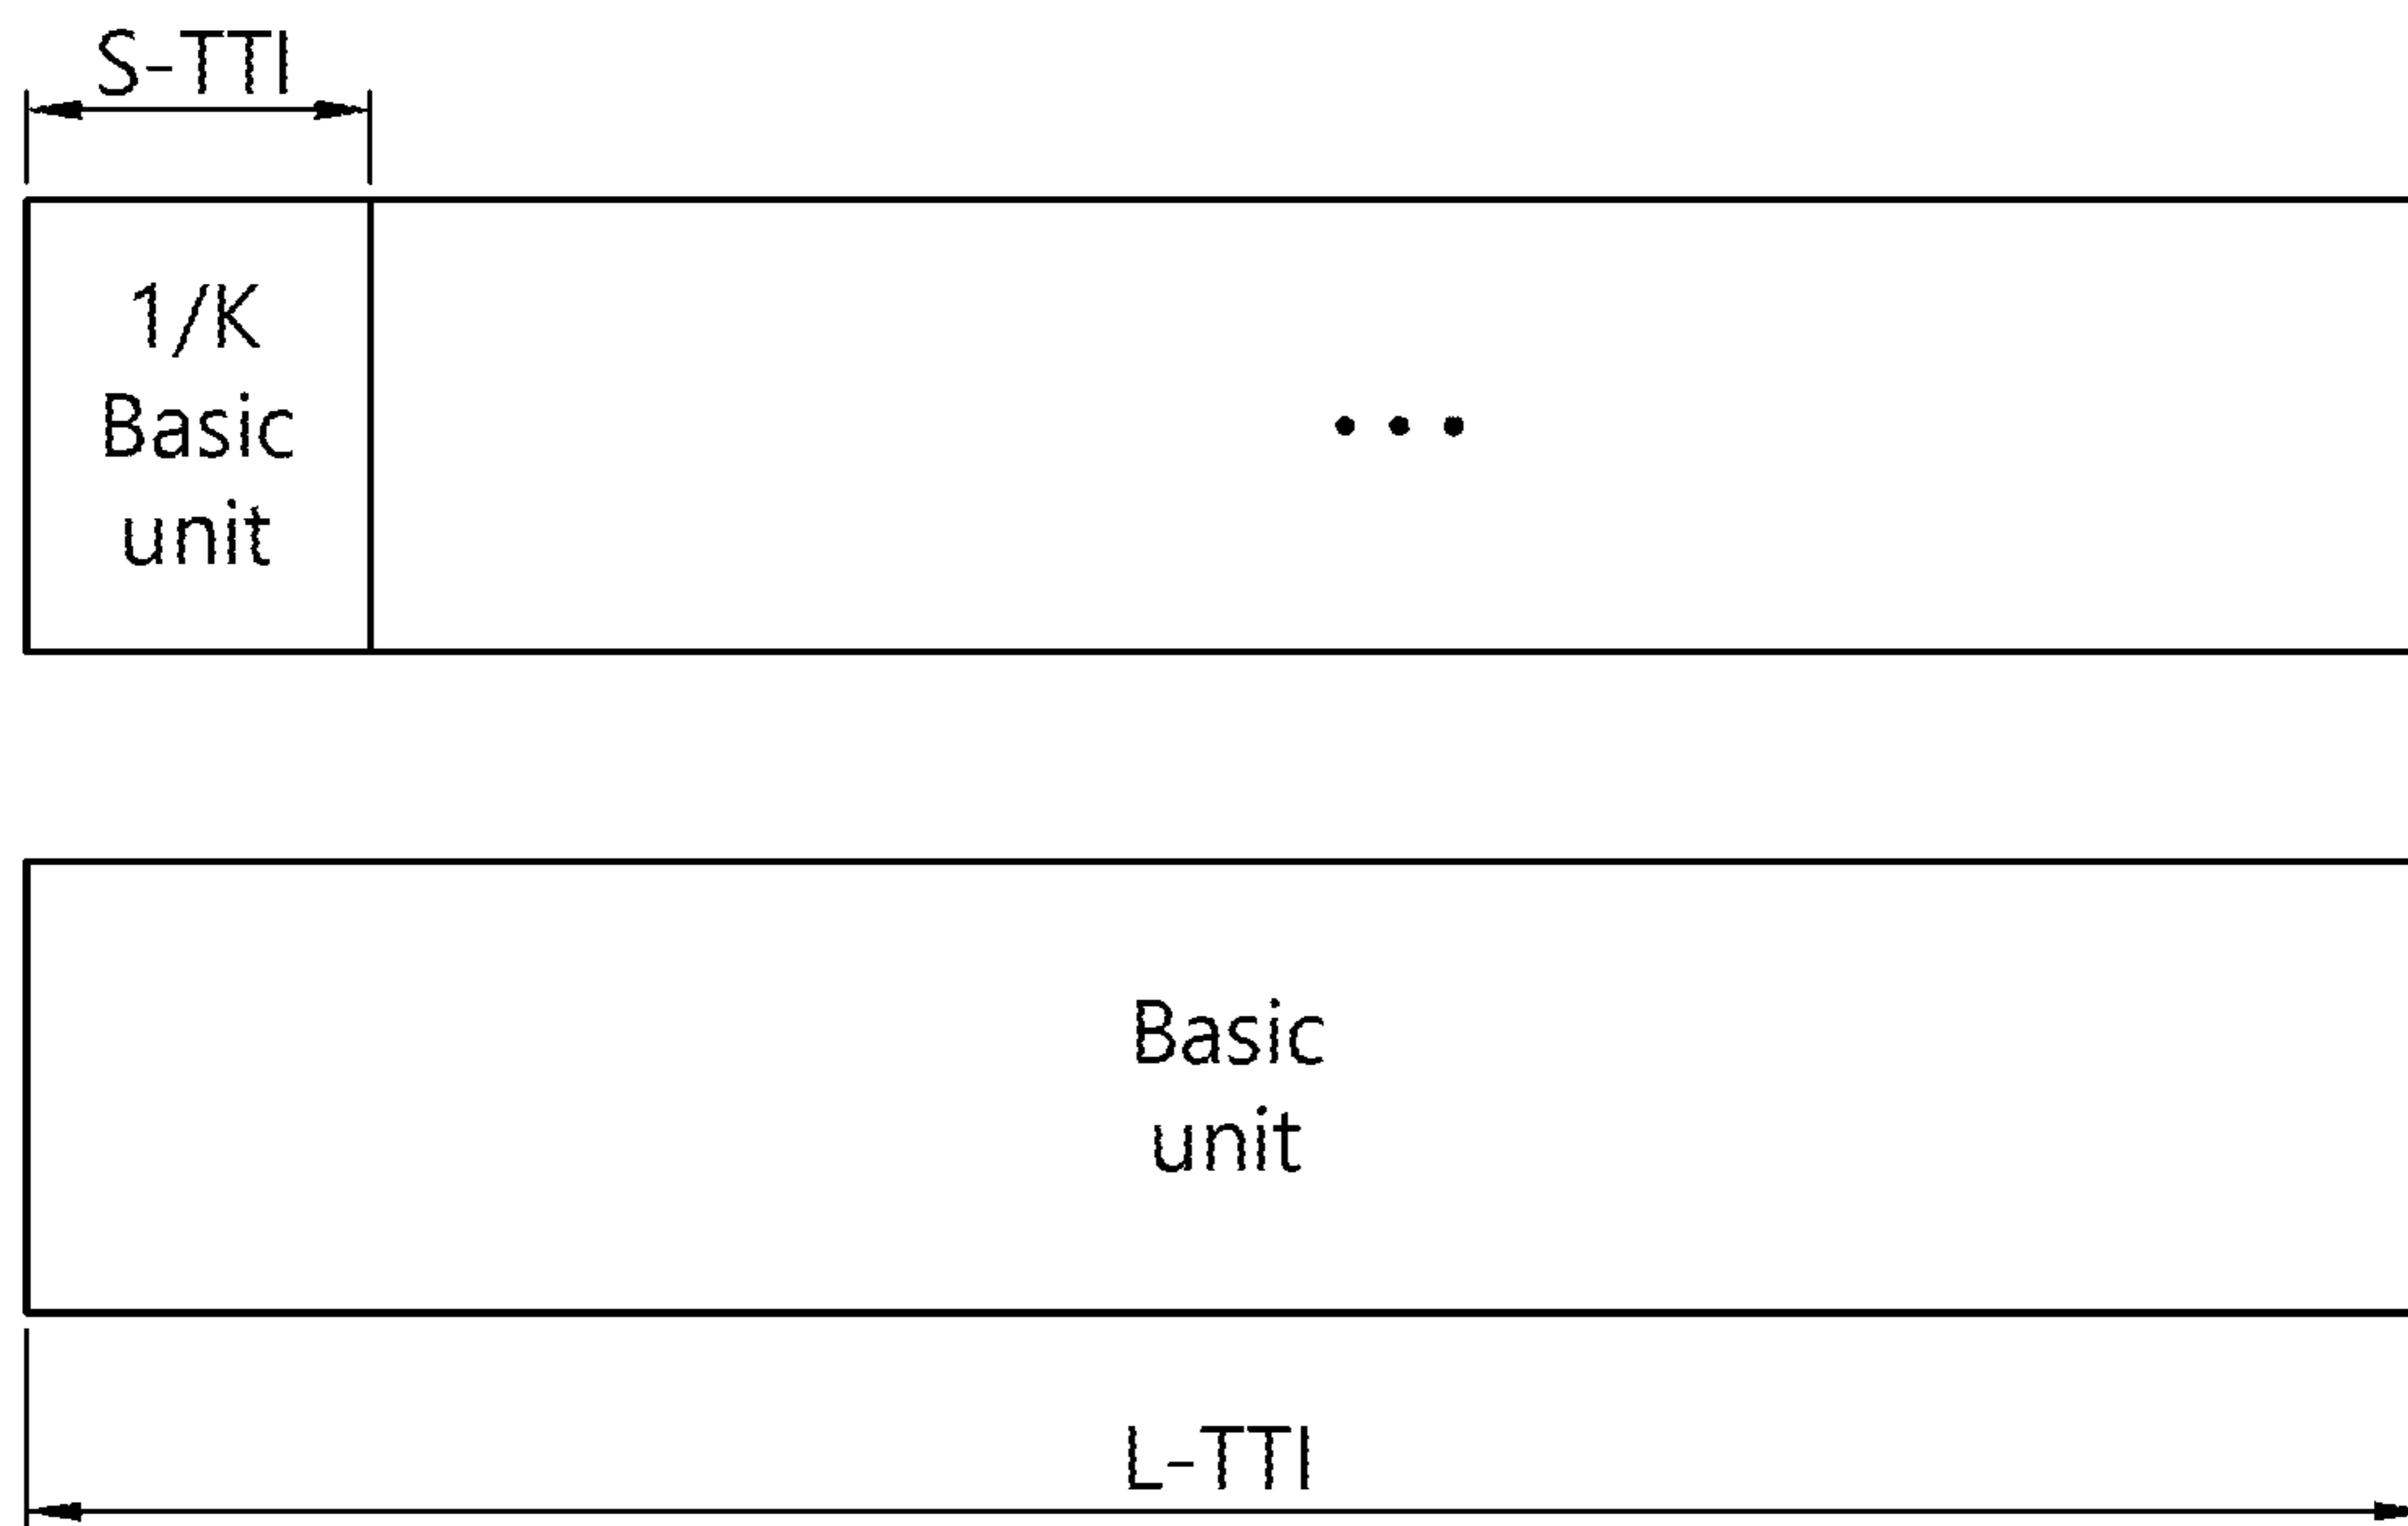 S-TTI
1/K
Basic
unit
• • •
Basic
unit
L-TTI